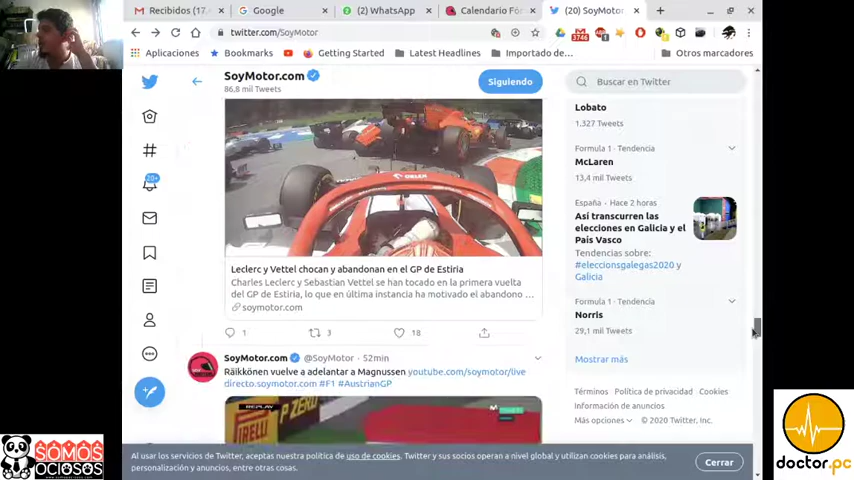 Recibidos (17.4
Google
(2) WhatsApp
Calendario Fór
(20) SoyMotor
twitter.com/SoyMotor
3746
Aplicaciones
Bookmarks
Getting Started
Latest Headlines
Importado de G
Otros marcadores
SoyMotor.com
86,8 mil Tweets
Siguiendo
Buscar en Twitter
20+
Leclerc y Vettel chocan y abandonan en el GP de Estiria
Charles Leclerc y Sebastian Vettel se han tocado en la primera vuelta
del GP de Estiria, lo que en última instancia ha motivado el abandono ...
soymotor.com
1
3
18
SoyMotor.com @SoyMotor · 52min
Räikkönen vuelve a adelantar a Magnussen youtube.com/soymotor/live
directo.soymotor.com #F1 #AustrianGP
REPLAY
PIRELLI
P ZERO
Lobato
1.327 Tweets
Formula 1 · Tendencia
McLaren
13,4 mil Tweets
España · Hace 2 horas
Así transcurren las
elecciones en Galicia y el
País Vasco
Tendencias sobre:
#eleccionsgalegas2020 y
Galicia
Formula 1 · Tendencia
Norris
29,1 mil Tweets
Mostrar más
Términos Política de privacidad Cookies
Información de anuncios
Más opciones © 2020 Twitter, Inc.
Al usar los servicios de Twitter, aceptas nuestra política de uso de cookies. Twitter y sus socios operan a nivel global y utilizan cookies para análisis,
personalización y anuncios, entre otras cosas.
Cerrar
SOMOS
OCIOSOS
doctor.pc